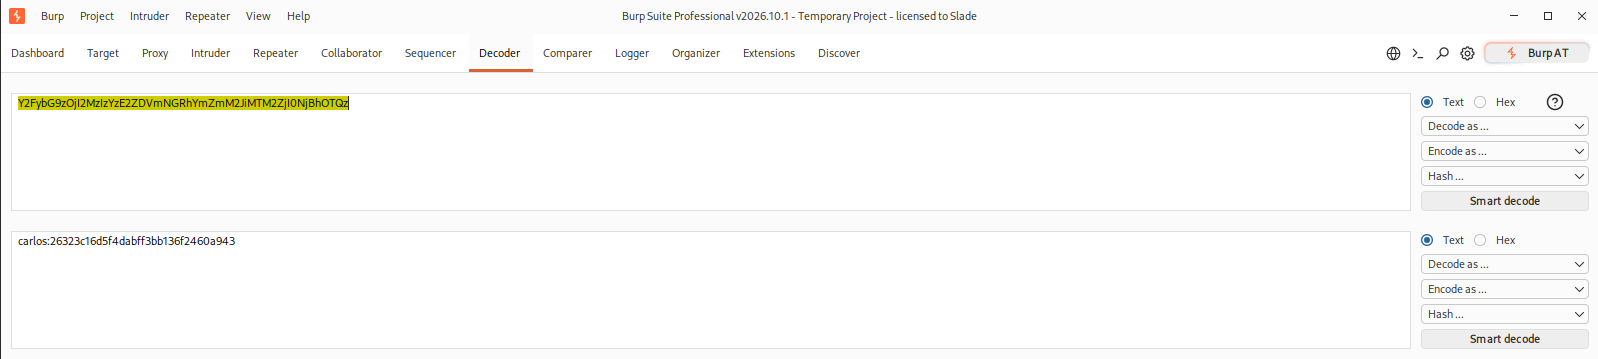 Burp Project Intruder Repeater View Help Burp Suite Professional v2026.10.1 - Temporary Project - licensed to Slade
Dashboard Target Proxy Intruder Repeater Collaborator Sequencer Decoder Comparer Logger Organizer Extensions Discover Burp AT
Y2FybG9zOjI2MzIzYzE2ZDVmNGRhYmZmM2JiMTM2ZjI0NjBhOTQz
Text Hex
Decode as ...
Encode as ...
Hash ...
Smart decode
carlos:26323c16d5f4dabff3bb136f2460a943
Text Hex
Decode as ...
Encode as ...
Hash ...
Smart decode